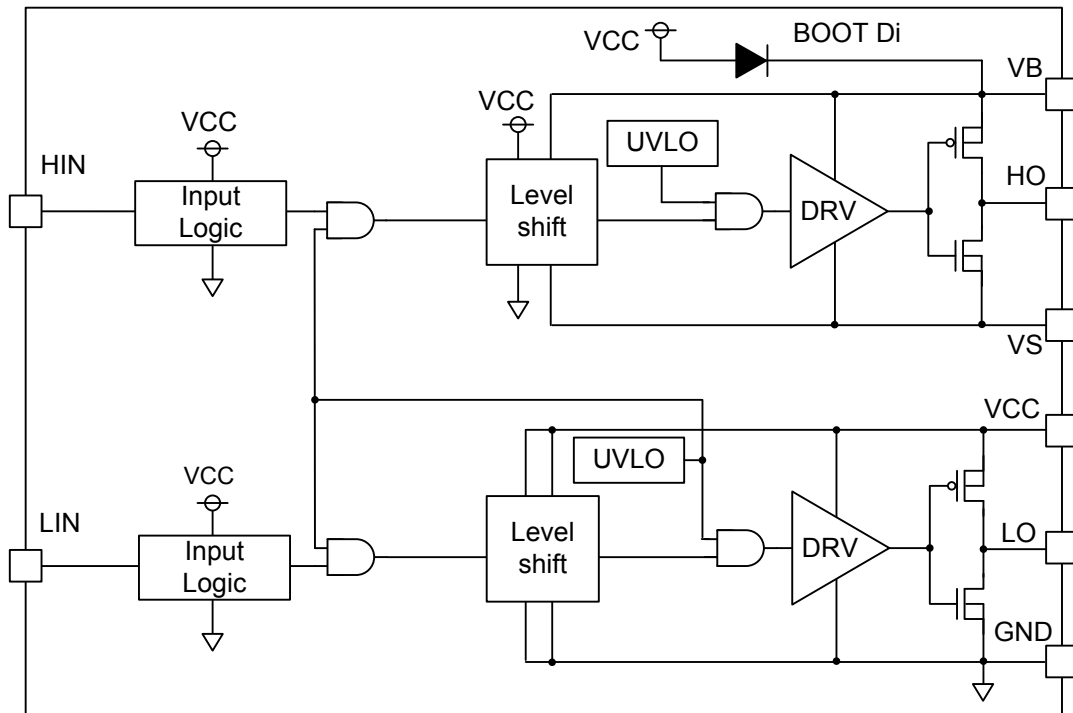 BOOT Di
VCC
VB
VCC
VCC
UVLO
HIN
HO
Input
Logic
Level
shift
DRV
VS
VCC
UVLO
VCC
LIN
LO
Input
Logic
Level
shift
DRV
GND